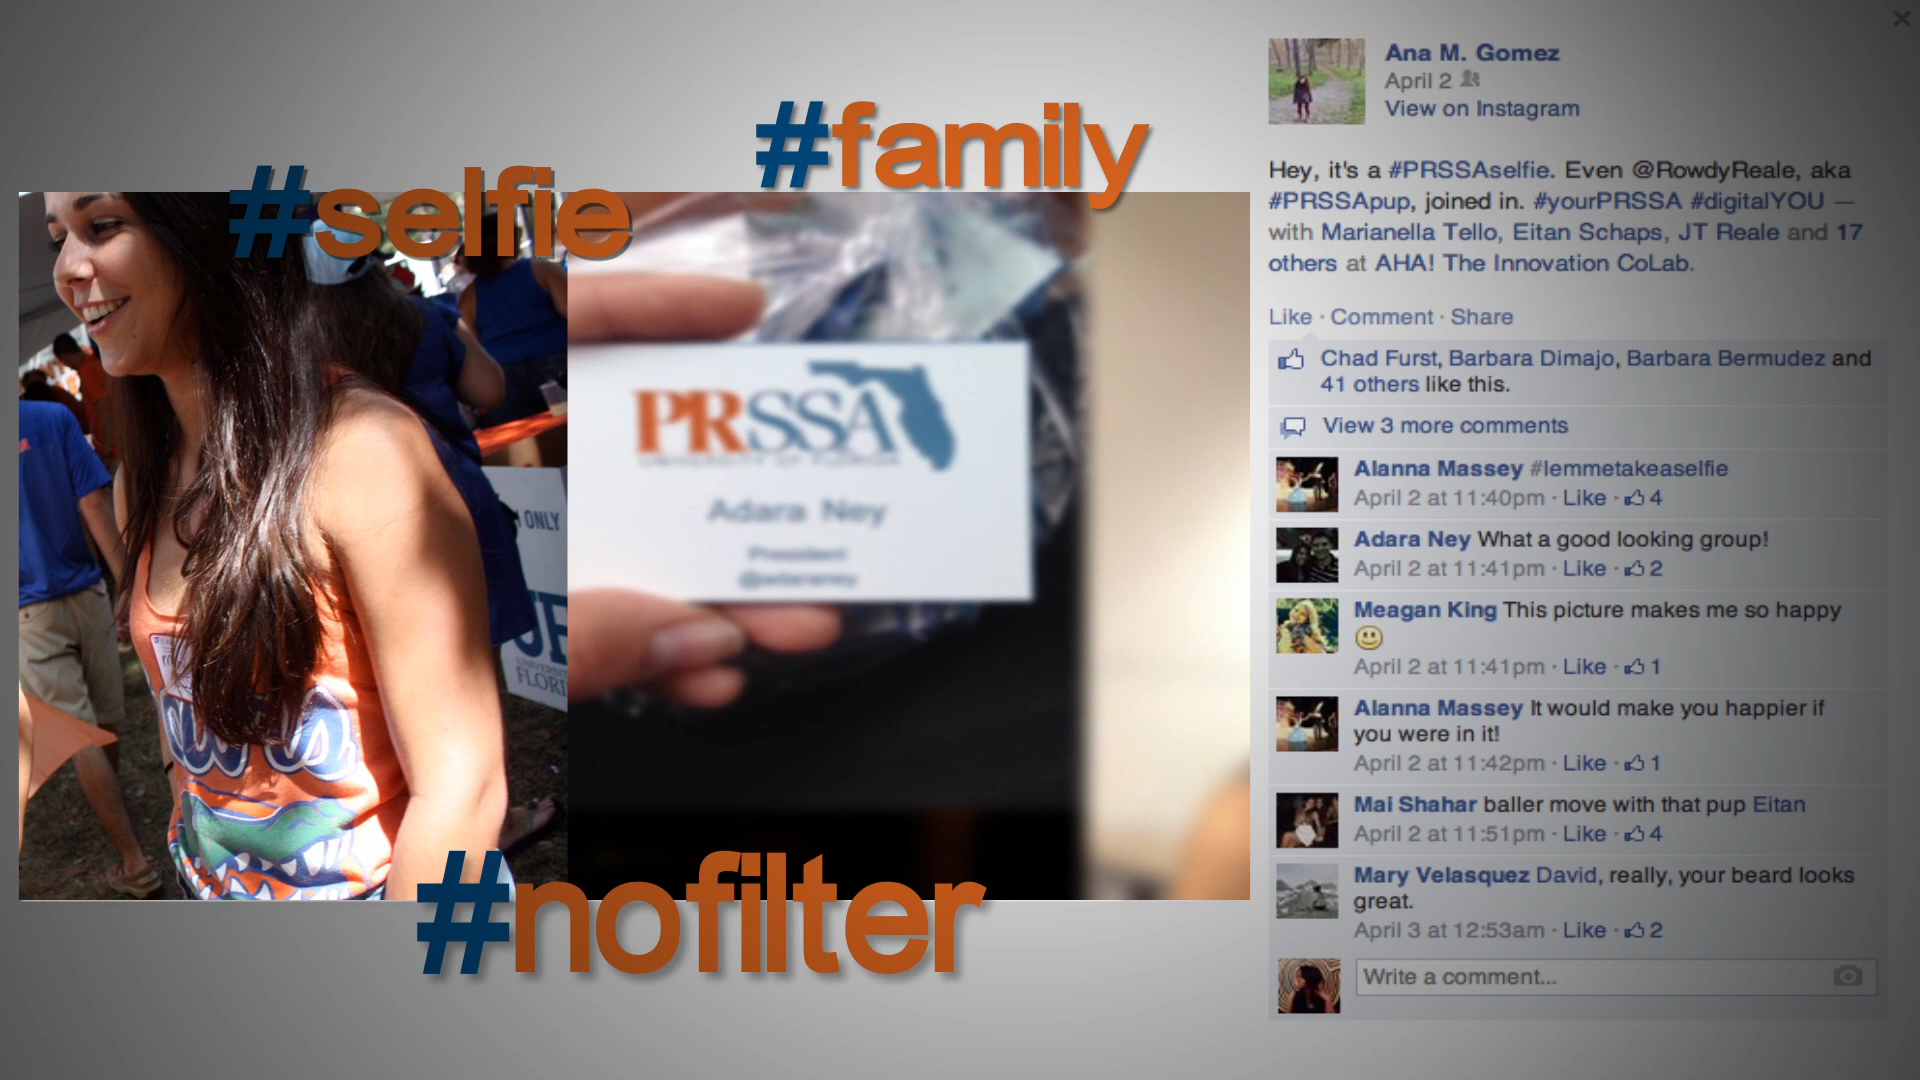 #family
#selfie
#nofilter
ONLY
UF
FLORI
PRSSA
UNIVERSITY OF FLORIDA
Adara Ney
President
@adaraney
Ana M. Gomez
April 2
View on Instagram
Hey, it's a #PRSSAselfie. Even @RowdyReale, aka
#PRSSApup, joined in. #yourPRSSA #digitalYOU —
with Marianella Tello, Eitan Schaps, JT Reale and 17
others at AHA! The Innovation CoLab.
Like · Comment · Share
Chad Furst, Barbara Dimajo, Barbara Bermudez and
41 others like this.
View 3 more comments
Alanna Massey #lemmetakeaselfie
April 2 at 11:40pm · Like · 4
Adara Ney What a good looking group!
April 2 at 11:41pm · Like · 2
Meagan King This picture makes me so happy
April 2 at 11:41pm · Like · 1
Alanna Massey It would make you happier if
you were in it!
April 2 at 11:42pm · Like · 1
Mai Shahar baller move with that pup Eitan
April 2 at 11:51pm · Like · 4
Mary Velasquez David, really, your beard looks
great.
April 3 at 12:53am · Like · 2
Write a comment...